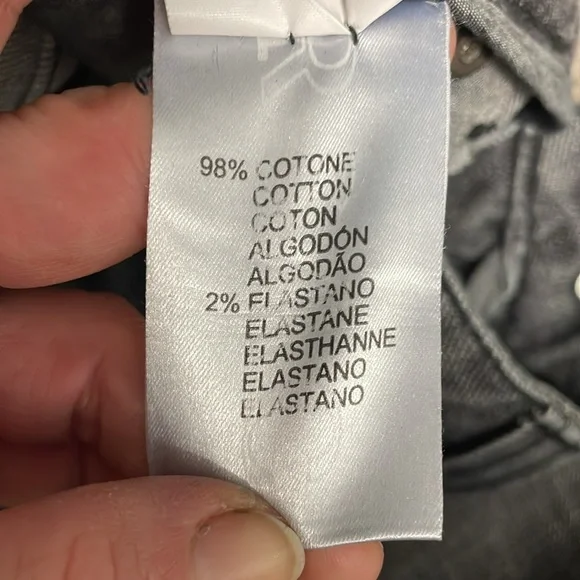 98% COTONE
COTTON
COTON
ALGODÓN
ALGODÃO
2% ELASTANO
ELASTANE
ELASTHANNE
ELASTANO
ELASTANO